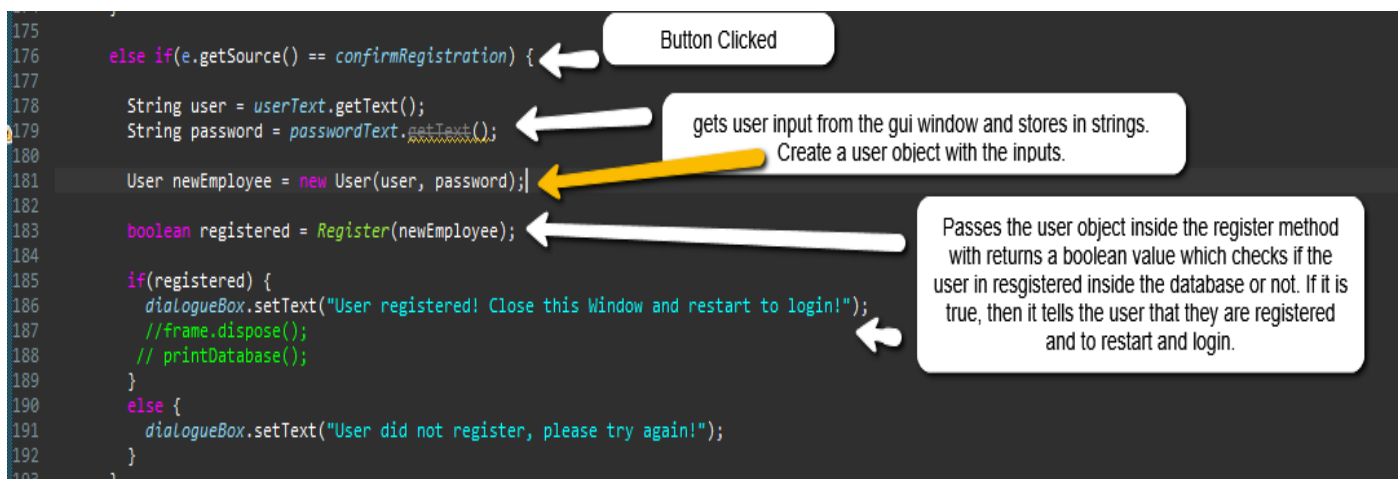 175
176 else if(e.getSource() == confirmRegistration) {
Button Clicked
177
178 String user = userText.getText();
179 String password = passwordText.getText();
gets user input from the gui window and stores in strings.
Create a user object with the inputs.
180
181 User newEmployee = new User(user, password);
182
183 boolean registered = Register(newEmployee);
Passes the user object inside the register method
with returns a boolean value which checks if the
user in resgistered inside the database or not. If it is
true, then it tells the user that they are registered
and to restart and login.
184
185 if(registered) {
186 dialogueBox.setText("User registered! Close this Window and restart to login!");
187 //frame.dispose();
188 // printDatabase();
189 }
190 else {
191 dialogueBox.setText("User did not register, please try again!");
192 }